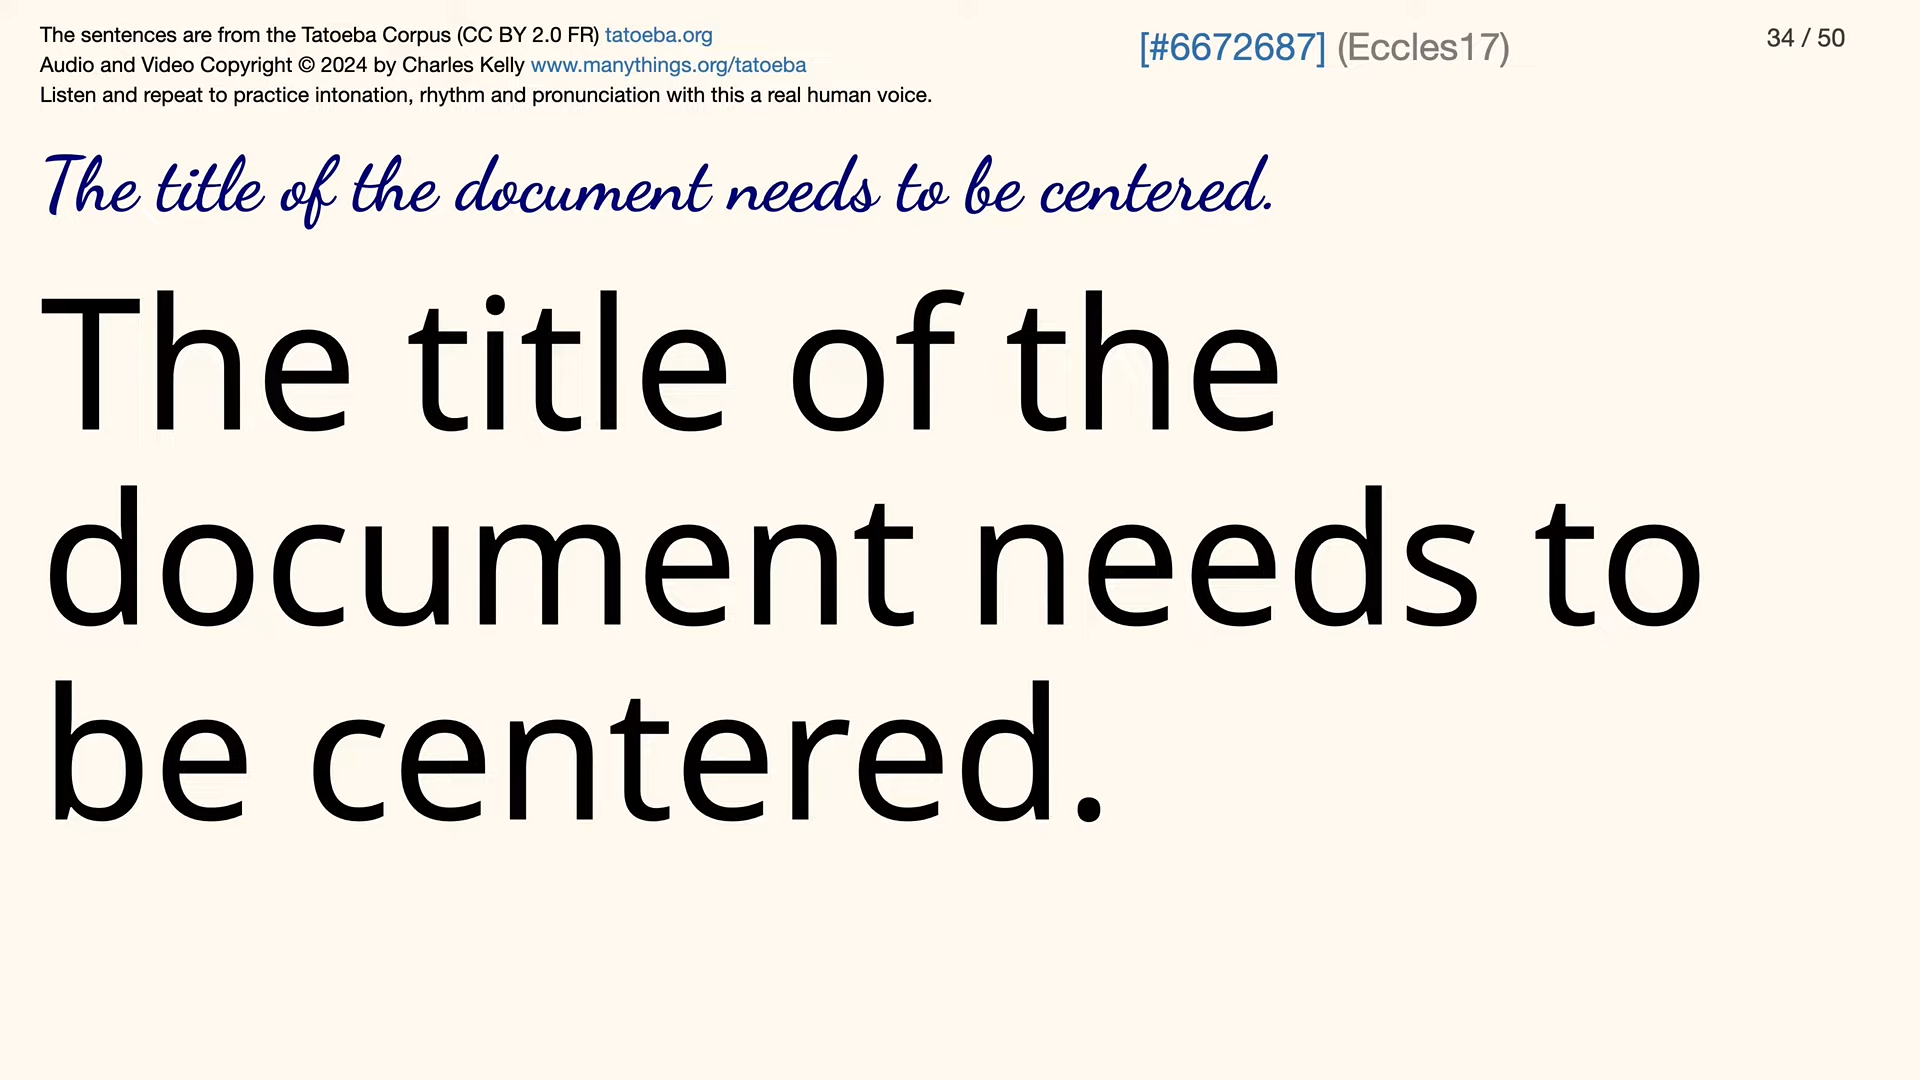 The sentences are from the Tatoeba Corpus (CC BY 2.0 FR) tatoeba.org
Audio and Video Copyright © 2024 by Charles Kelly www.manythings.org/tatoeba
Listen and repeat to practice intonation, rhythm and pronunciation with this a real human voice.
[#6672687] (Eccles17)
34 / 50
The title of the document needs to be centered.
The title of the
document needs to
be centered.